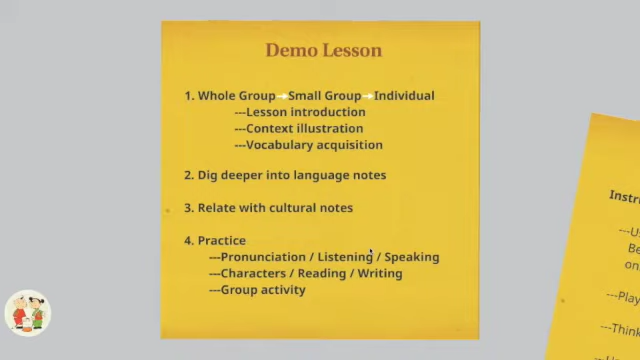 Demo Lesson
1. Whole Group→Small Group→Individual
---Lesson introduction
---Context illustration
---Vocabulary acquisition
2. Dig deeper into language notes
3. Relate with cultural notes
4. Practice
---Pronunciation / Listening / Speaking
---Characters / Reading / Writing
---Group activity
Instr
---U
Be
on
---Play
---Think